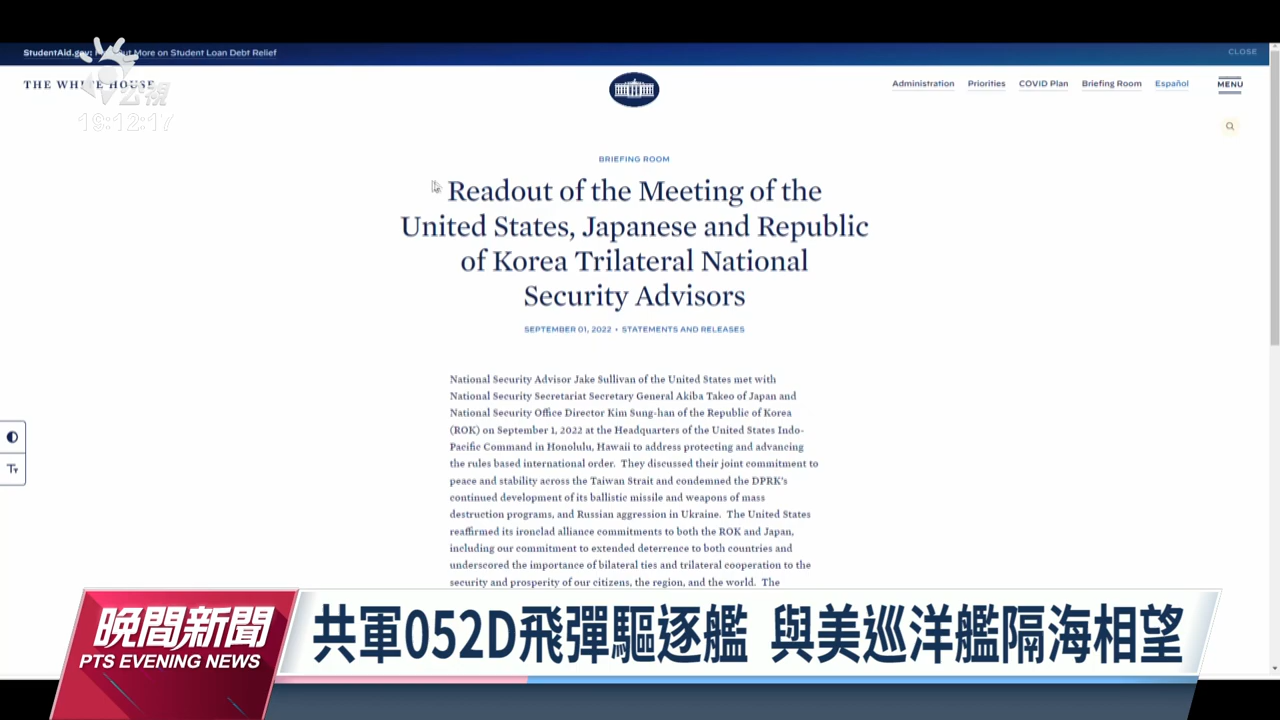 StudentAid.gov: out More on Student Loan Debt Relief
CLOSE
THE WHITE HOUSE
公視
19:12:17
Administration Priorities COVID Plan Briefing Room Español MENU
BRIEFING ROOM
Readout of the Meeting of the
United States, Japanese and Republic
of Korea Trilateral National
Security Advisors
SEPTEMBER 01, 2022 • STATEMENTS AND RELEASES
National Security Advisor Jake Sullivan of the United States met with
National Security Secretariat Secretary General Akiba Takeo of Japan and
National Security Office Director Kim Sung-han of the Republic of Korea
(ROK) on September 1, 2022 at the Headquarters of the United States Indo-
Pacific Command in Honolulu, Hawaii to address protecting and advancing
the rules based international order. They discussed their joint commitment to
peace and stability across the Taiwan Strait and condemned the DPRK's
continued development of its ballistic missile and weapons of mass
destruction programs, and Russian aggression in Ukraine. The United States
reaffirmed its ironclad alliance commitments to both the ROK and Japan,
including our commitment to extended deterrence to both countries and
underscored the importance of bilateral ties and trilateral cooperation to the
security and prosperity of our citizens, the region, and the world. The
Tт
晚間新聞
PTS EVENING NEWS
共軍052D飛彈驅逐艦 與美巡洋艦隔海相望